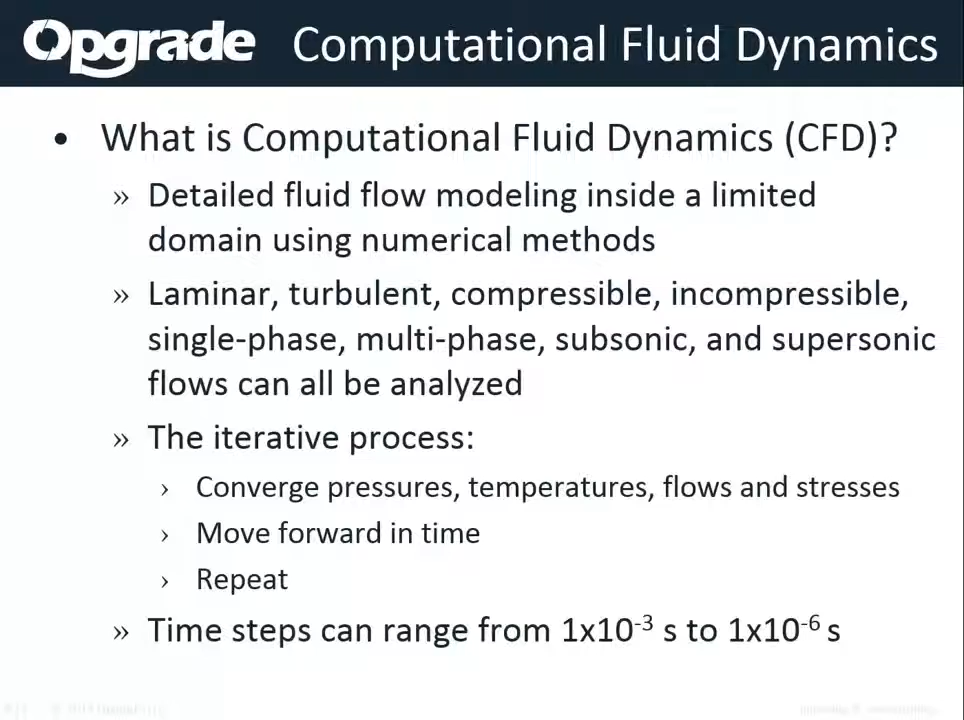 Opgrade Computational Fluid Dynamics
• What is Computational Fluid Dynamics (CFD)?
» Detailed fluid flow modeling inside a limited
domain using numerical methods
» Laminar, turbulent, compressible, incompressible,
single-phase, multi-phase, subsonic, and supersonic
flows can all be analyzed
» The iterative process:
› Converge pressures, temperatures, flows and stresses
› Move forward in time
› Repeat
» Time steps can range from 1x10⁻³ s to 1x10⁻⁶ s